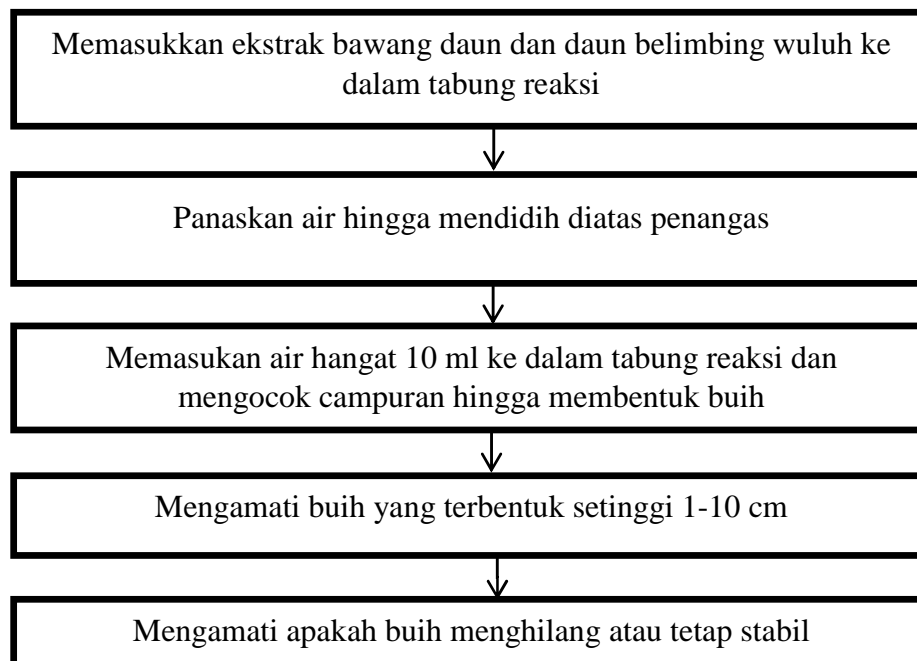 Memasukkan ekstrak bawang daun dan daun belimbing wuluh ke
dalam tabung reaksi
Panaskan air hingga mendidih diatas penangas
Memasukan air hangat 10 ml ke dalam tabung reaksi dan
mengocok campuran hingga membentuk buih
Mengamati buih yang terbentuk setinggi 1-10 cm
Mengamati apakah buih menghilang atau tetap stabil